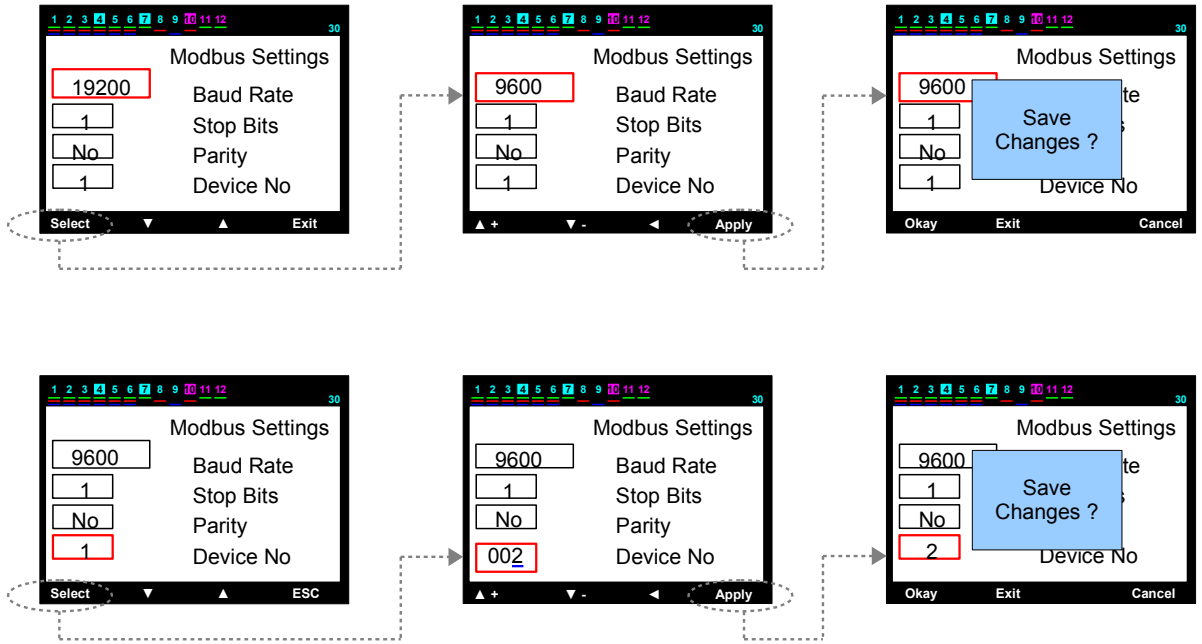 1 2 3 4 5 6 7 8 9 10 11 12
30
Modbus Settings
19200 Baud Rate
1 Stop Bits
No Parity
1 Device No
Select ▼ ▲ Exit
1 2 3 4 5 6 7 8 9 10 11 12
30
Modbus Settings
9600 Baud Rate
1 Stop Bits
No Parity
1 Device No
▲ + ▼ - ◄ Apply
1 2 3 4 5 6 7 8 9 10 11 12
30
Modbus Settings
9600 te
1 s
No
1 Device No
Save
Changes ?
Okay Exit Cancel
1 2 3 4 5 6 7 8 9 10 11 12
30
Modbus Settings
9600 Baud Rate
1 Stop Bits
No Parity
1 Device No
Select ▼ ▲ ESC
1 2 3 4 5 6 7 8 9 10 11 12
30
Modbus Settings
9600 Baud Rate
1 Stop Bits
No Parity
002 Device No
▲ + ▼ - ◄ Apply
1 2 3 4 5 6 7 8 9 10 11 12
30
Modbus Settings
9600 te
1 s
No
2 Device No
Save
Changes ?
Okay Exit Cancel